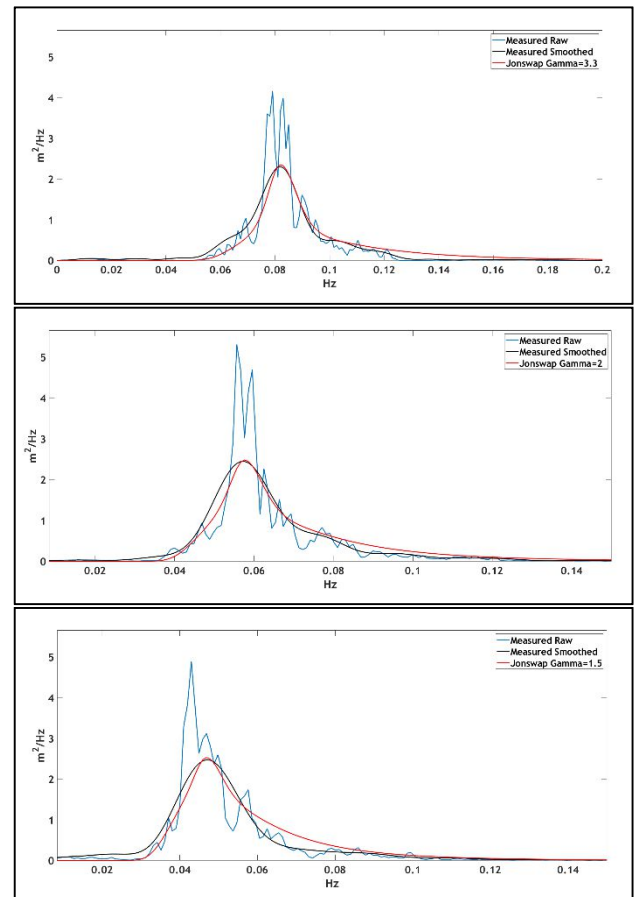 Measured Raw
Measured Smoothed
Jonswap Gamma=3.3
m²/Hz
5
4
3
2
1
0
0 0.02 0.04 0.06 0.08 0.1 0.12 0.14 0.16 0.18 0.2
Hz
Measured Raw
Measured Smoothed
Jonswap Gamma=2
m²/Hz
5
4
3
2
1
0
0.02 0.04 0.06 0.08 0.1 0.12 0.14
Hz
Measured Raw
Measured Smoothed
Jonswap Gamma=1.5
m²/Hz
5
4
3
2
1
0
0.02 0.04 0.06 0.08 0.1 0.12 0.14
Hz